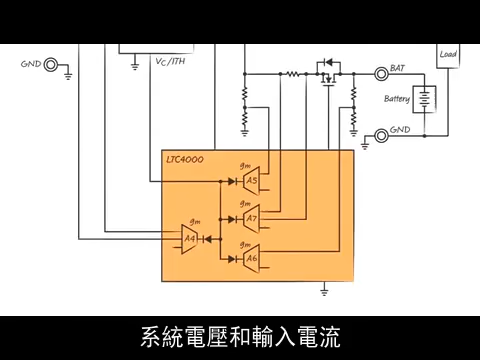 Load
VC/ITH
GND
BAT
Battery
GND
LTC4000
gm
A5
gm
A7
gm
A4
gm
A6
系統電壓和輸入電流